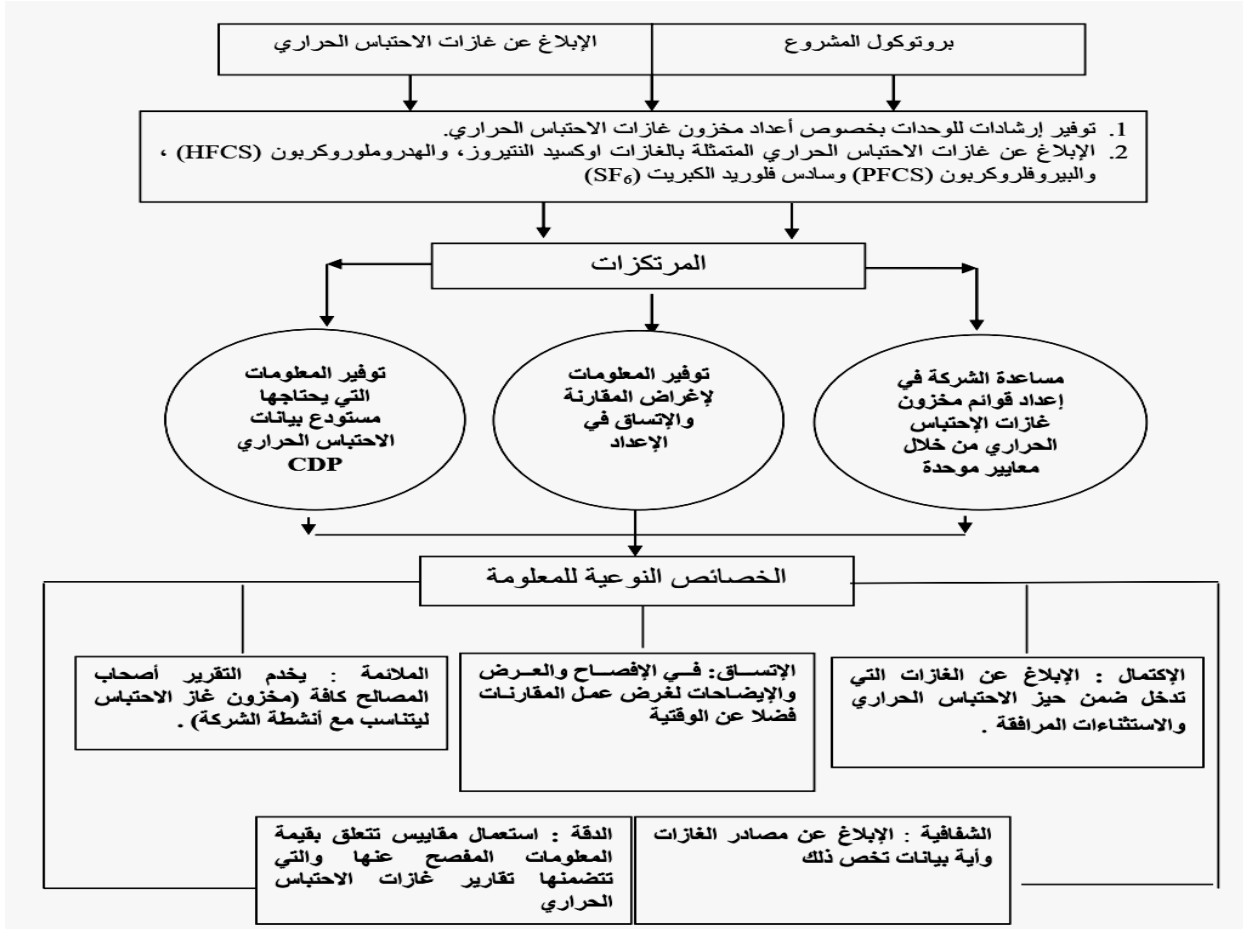 بروتوكول المشروع
الإبلاغ عن غازات الاحتباس الحراري
1. توفير إرشادات للوحدات بخصوص أعداد مخزون غازات الاحتباس الحراري.
2. الإبلاغ عن غازات الاحتباس الحراري المتمثلة بالغازات اوكسيد النتيروز، والهدروملوروكربون (HFCS) ،
والبيروفلروكربون (PFCS) وسادس فلوريد الكبريت (SF₆)
المرتكزات
مساعدة الشركة في
إعداد قوائم مخزون
غازات الإحتباس
الحراري من خلال
معايير موحدة
توفير المعلومات
لإغراض المقارنة
والإتساق في
الإعداد
توفير المعلومات
التي يحتاجها
مستودع بيانات
الاحتباس الحراري
CDP
الخصائص النوعية للمعلومة
الإكتمال : الإبلاغ عن الغازات التي
تدخل ضمن حيز الاحتباس الحراري
والاستثناءات المرافقة .
الإتساق: في الإفصاح والعرض
والإيضاحات لغرض عمل المقارنات
فضلا عن الوقتية
الملائمة : يخدم التقرير أصحاب
المصالح كافة (مخزون غاز الاحتباس
ليتناسب مع أنشطة الشركة) .
الشفافية : الإبلاغ عن مصادر الغازات
وأية بيانات تخص ذلك
الدقة : استعمال مقاييس تتعلق بقيمة
المعلومات المفصح عنها والتي
تتضمنها تقارير غازات الاحتباس
الحراري